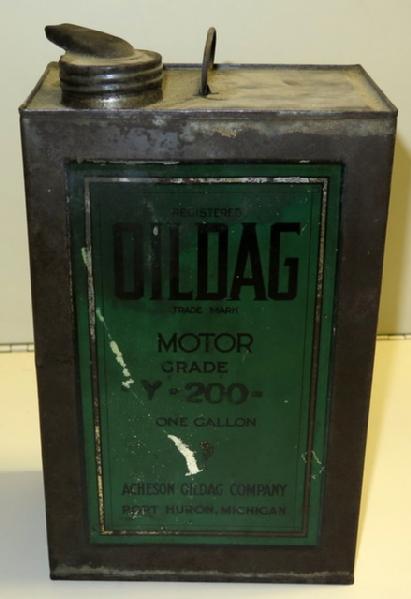 REGISTERED
OILDAG
TRADE MARK
MOTOR
GRADE
Y-200-
ONE GALLON
ACHESON OILDAG COMPANY
PORT HURON, MICHIGAN